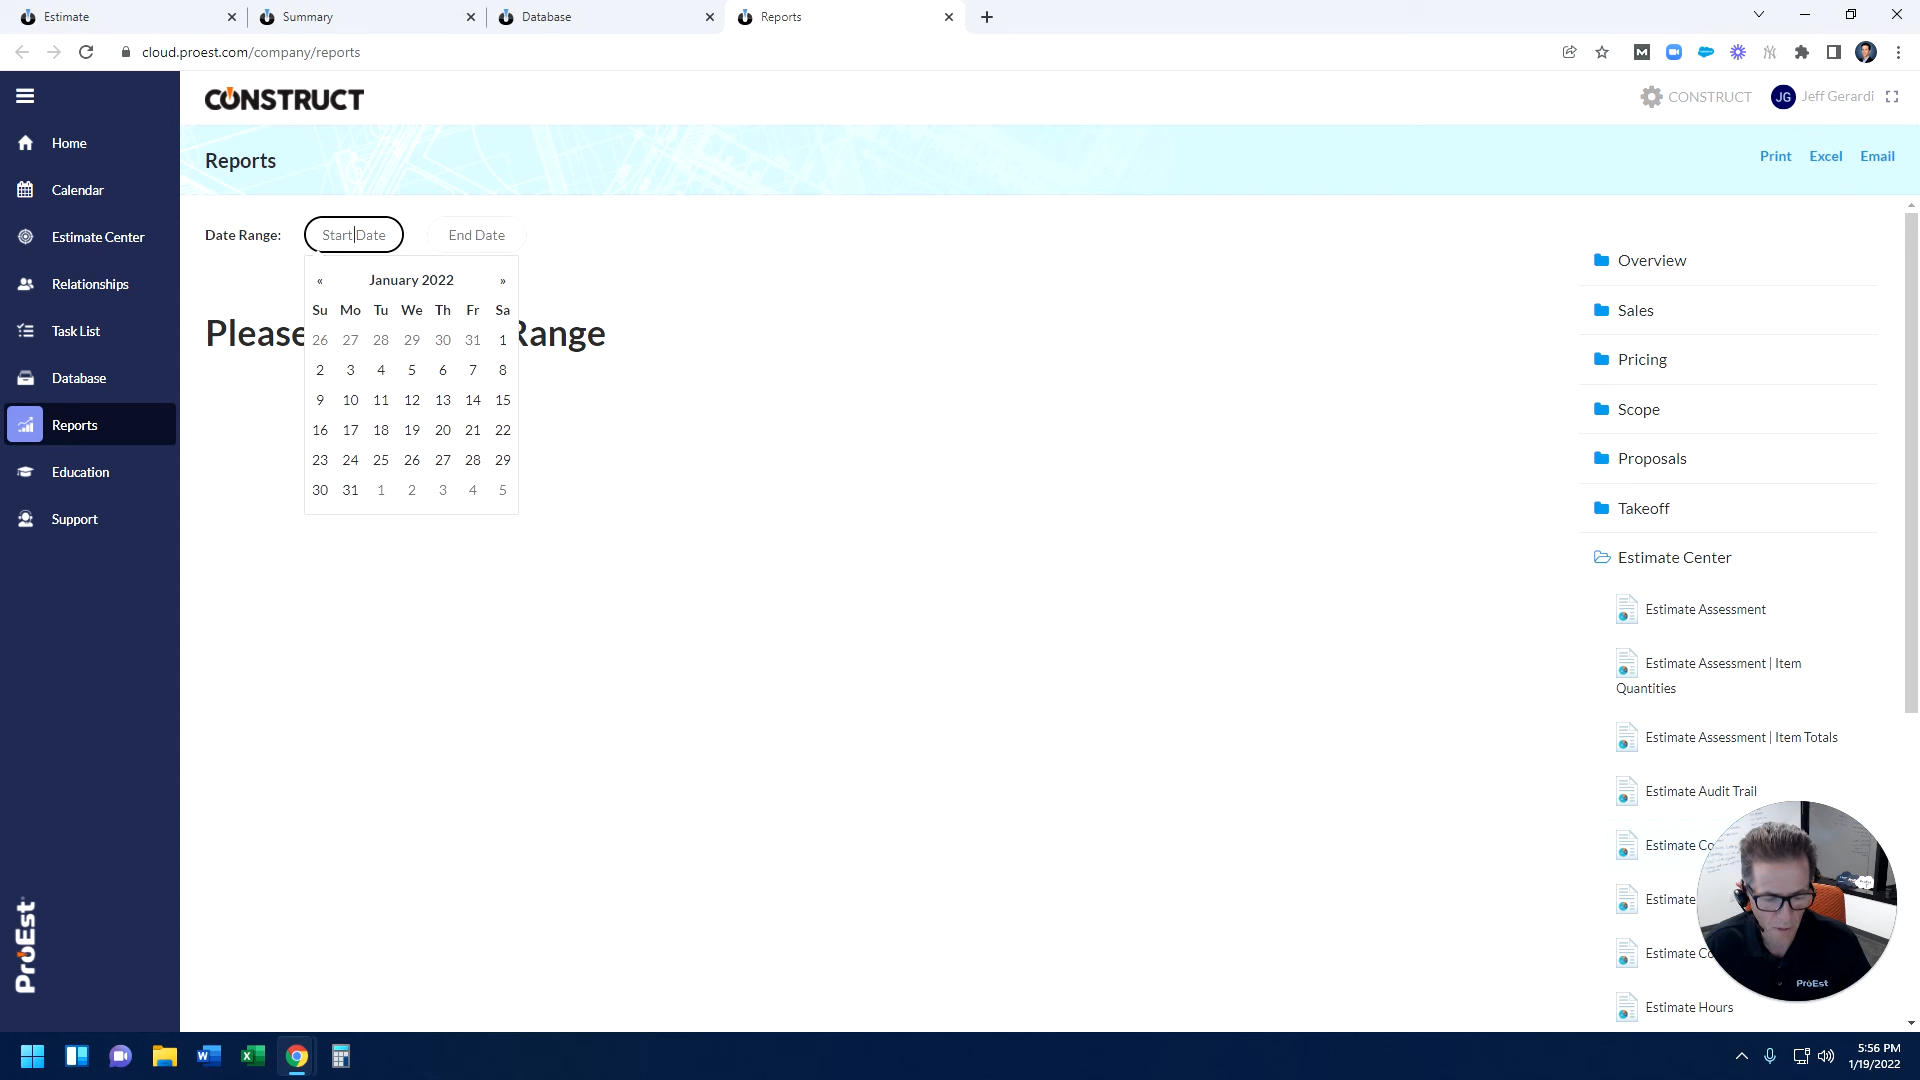 Estimate
Summary
Database
Reports
cloud.proest.com/company/reports
CONSTRUCT
CONSTRUCT
JG
Jeff Gerardi
Home
Calendar
Estimate Center
Relationships
Task List
Database
Reports
Education
Support
ProEst
Reports
Print Excel Email
Date Range: Start Date End Date
« January 2022 »
Su Mo Tu We Th Fr Sa
26 27 28 29 30 31 1
2 3 4 5 6 7 8
9 10 11 12 13 14 15
16 17 18 19 20 21 22
23 24 25 26 27 28 29
30 31 1 2 3 4 5
Please Range
Overview
Sales
Pricing
Scope
Proposals
Takeoff
Estimate Center
Estimate Assessment
Estimate Assessment | Item
Quantities
Estimate Assessment | Item Totals
Estimate Audit Trail
Estimate
Estimate
Estimate
Estimate Hours
ProEst
5:56 PM
1/19/2022